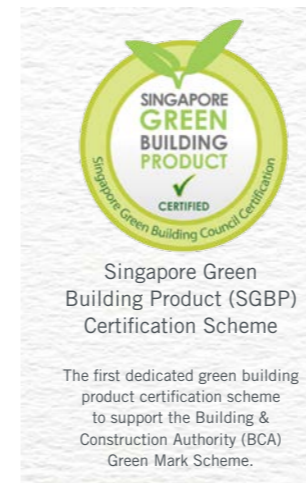 SINGAPORE
GREEN
BUILDING
PRODUCT
CERTIFIED
Singapore Green Building Council Certification
Singapore Green
Building Product (SGBP)
Certification Scheme
The first dedicated green building
product certification scheme
to support the Building &
Construction Authority (BCA)
Green Mark Scheme.